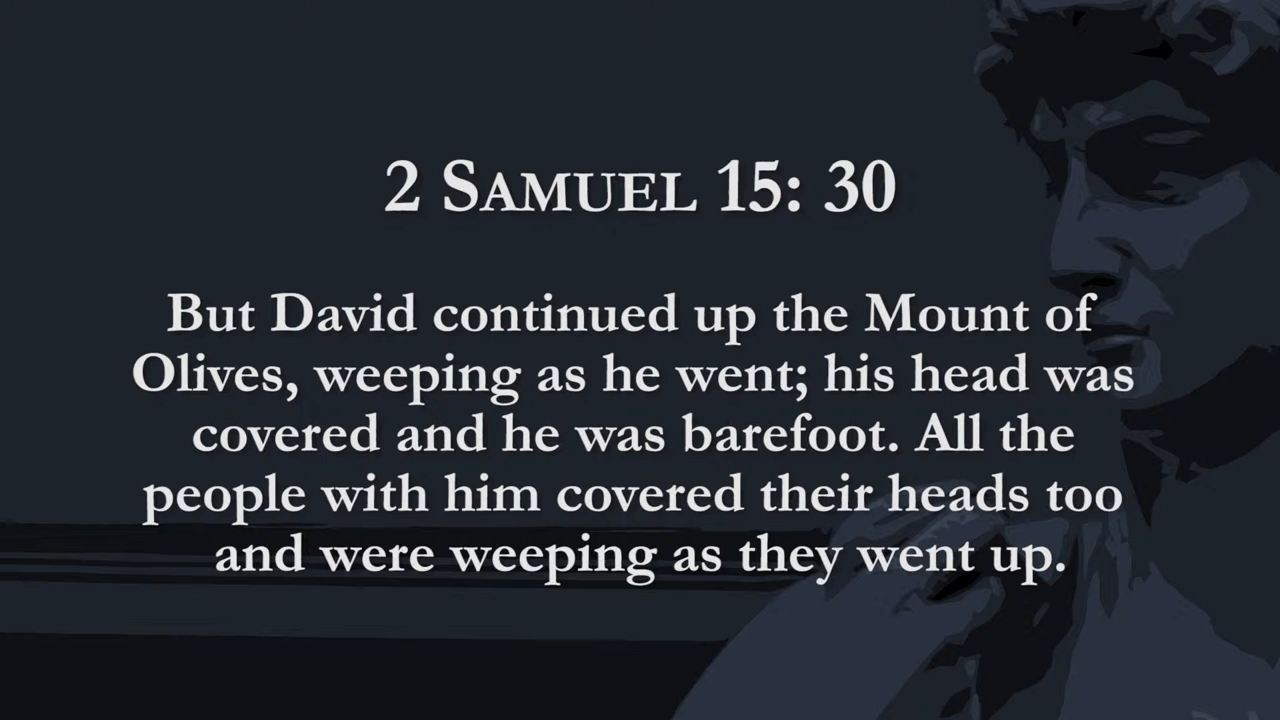 2 SAMUEL 15: 30
But David continued up the Mount of
Olives, weeping as he went; his head was
covered and he was barefoot. All the
people with him covered their heads too
and were weeping as they went up.